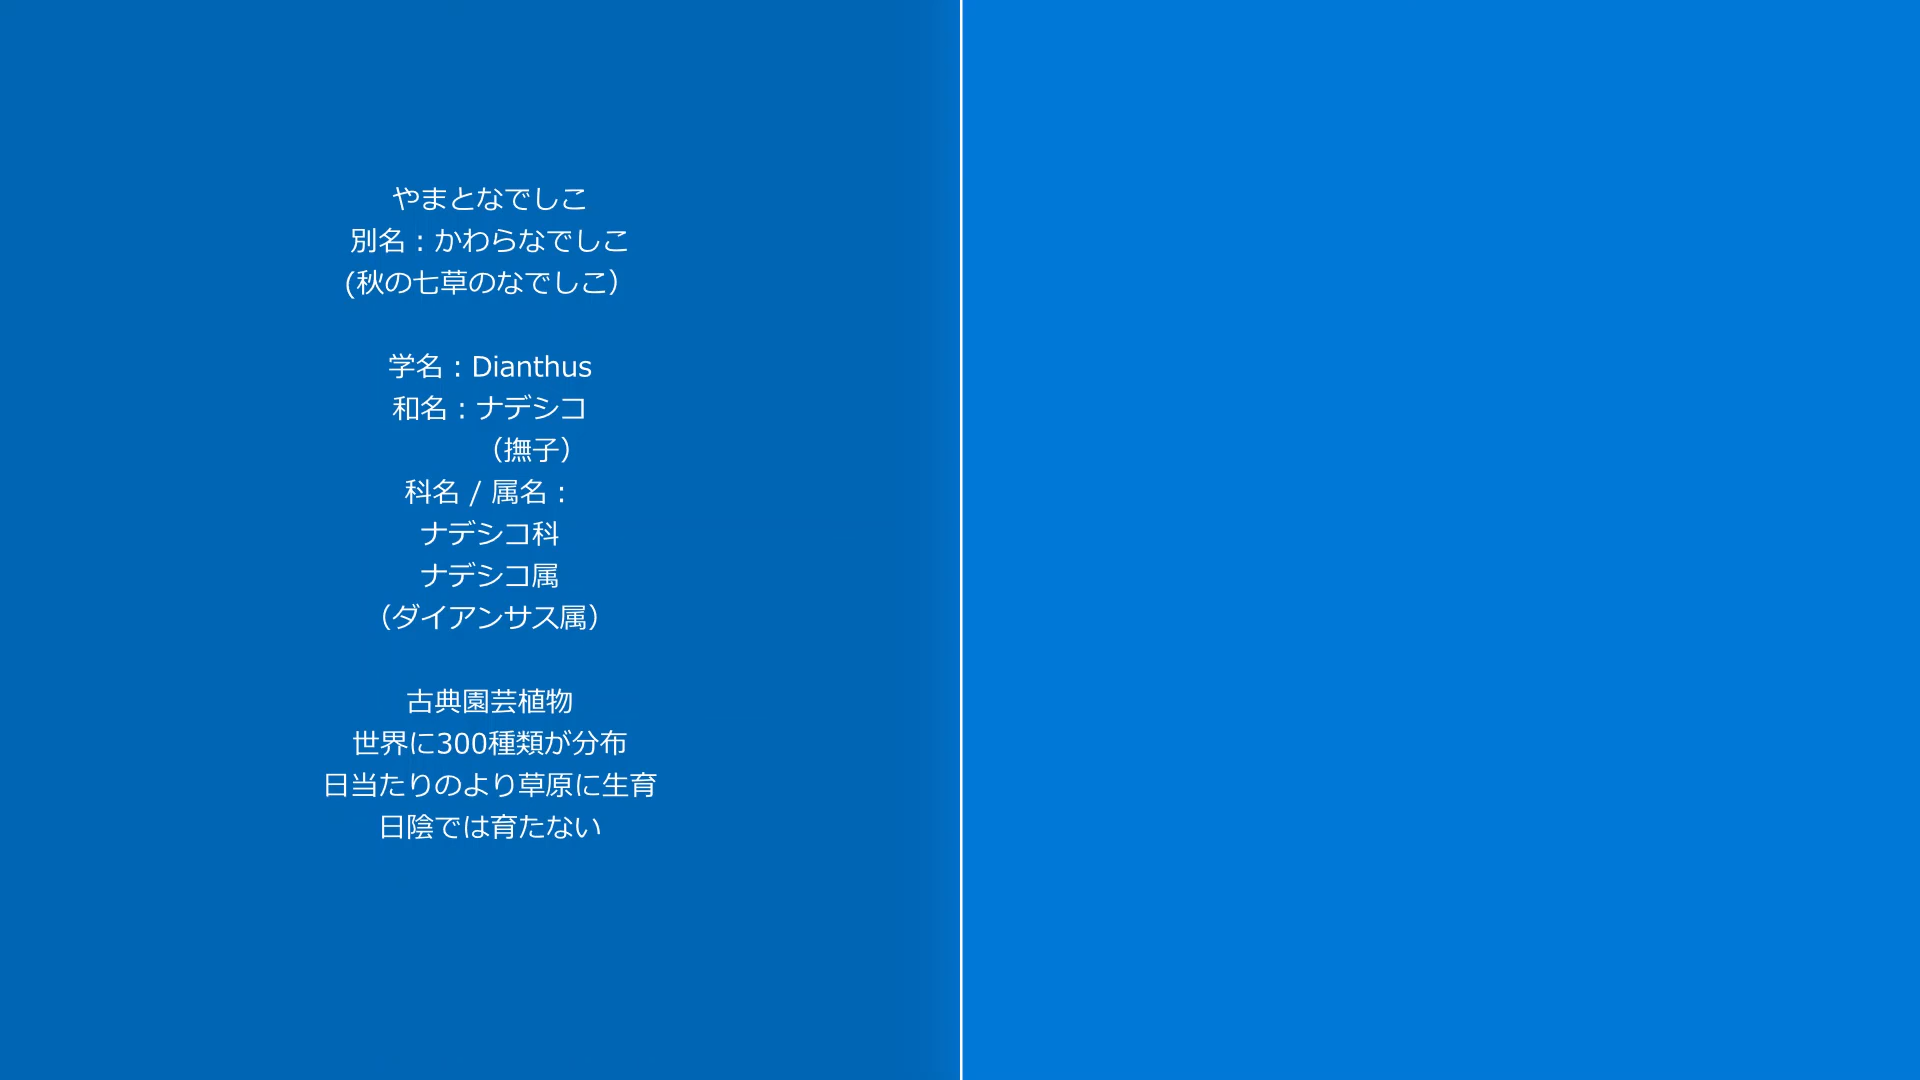 やまとなでしこ
別名：かわらなでしこ
(秋の七草のなでしこ）
学名：Dianthus
和名：ナデシコ
（撫子）
科名 / 属名：
ナデシコ科
ナデシコ属
（ダイアンサス属）
古典園芸植物
世界に300種類が分布
日当たりのより草原に生育
日陰では育たない